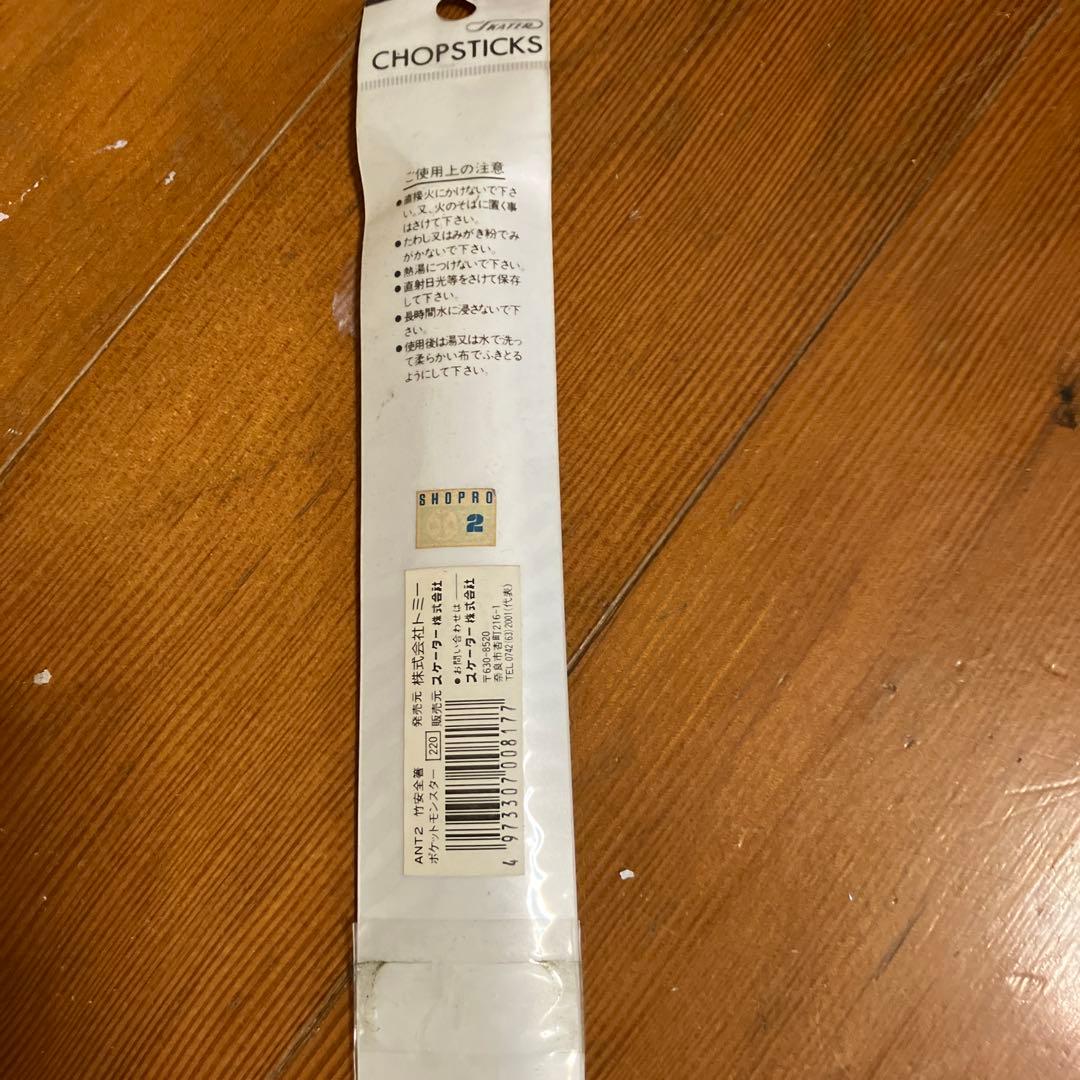 SKATER
CHOPSTICKS
ご使用上の注意
●直接火にかけないで下さ
い。又、火のそばに置く事
はさけて下さい。
●たわし又はみがき粉でみ
がかないで下さい。
●熱湯につけないで下さい。
●直射日光等をさけて保存
して下さい。
●長時間水に浸さないで下
さい。
●使用後は湯又は水で洗っ
て柔らかい布でふきとる
ようにして下さい。
SHOPRO
2
ANT2 竹安全箸 発売元 株式会社トミー
ポケットモンスター 220 販売元 スケーター株式会社
●お問い合わせは
スケーター株式会社
〒630-8520
奈良市杏町216-1
TEL 0742(63)2001(代表)
4973307008177